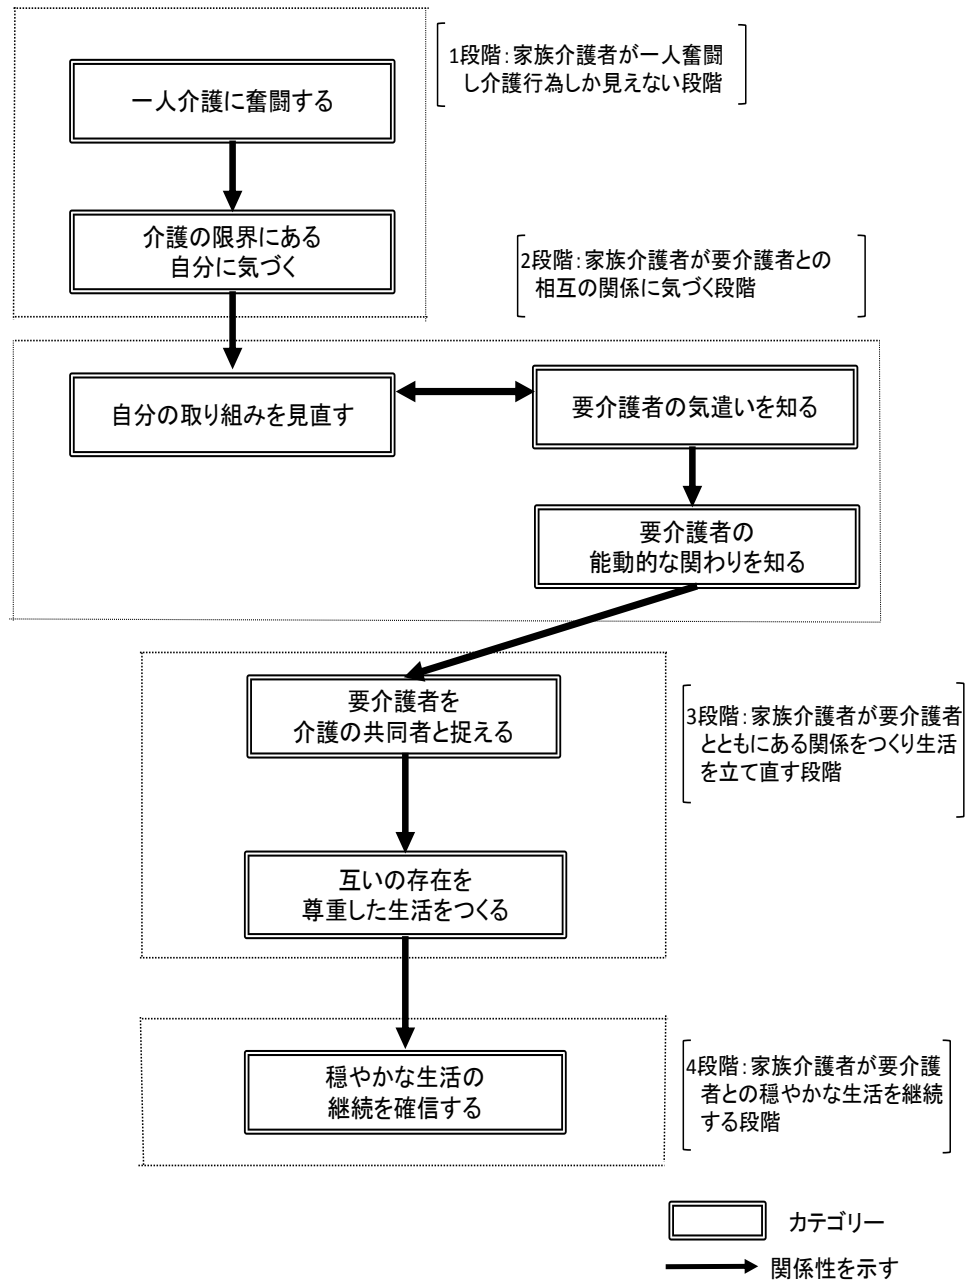 1段階：家族介護者が一人奮闘
し介護行為しか見えない段階
一人介護に奮闘する
介護の限界にある
自分に気づく
2段階：家族介護者が要介護者との
相互の関係に気づく段階
自分の取り組みを見直す
要介護者の気遣いを知る
要介護者の
能動的な関わりを知る
要介護者を
介護の共同者と捉える
3段階：家族介護者が要介護者
とともにある関係をつくり生活
を立て直す段階
互いの存在を
尊重した生活をつくる
穏やかな生活の
継続を確信する
4段階：家族介護者が要介護
者との穏やかな生活を継続
する段階
カテゴリー
関係性を示す